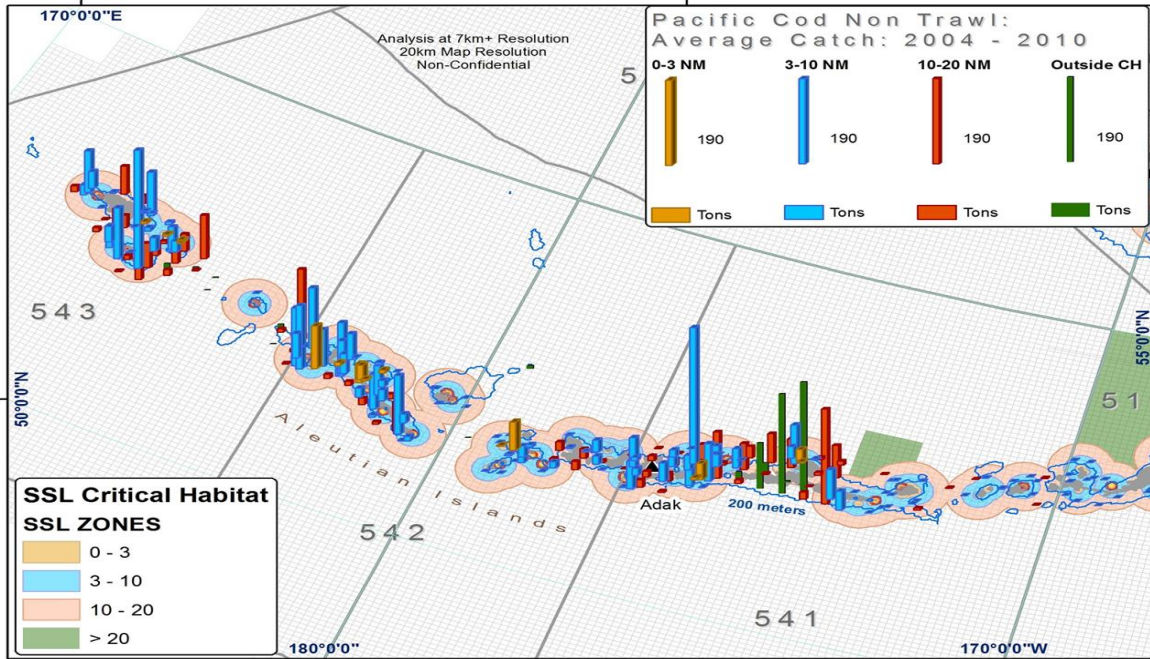 170°0'0"E
Analysis at 7km+ Resolution
20km Map Resolution
Non-Confidential
5
Pacific Cod Non Trawl:
Average Catch: 2004 - 2010
0-3 NM 3-10 NM 10-20 NM Outside CH
190 190 190 190
Tons Tons Tons Tons
543
50°0'0"N
55°0'0"N
51
Aleutian Islands
Adak
200 meters
542
541
SSL Critical Habitat
SSL ZONES
0 - 3
3 - 10
10 - 20
> 20
180°0'0"
170°0'0"W